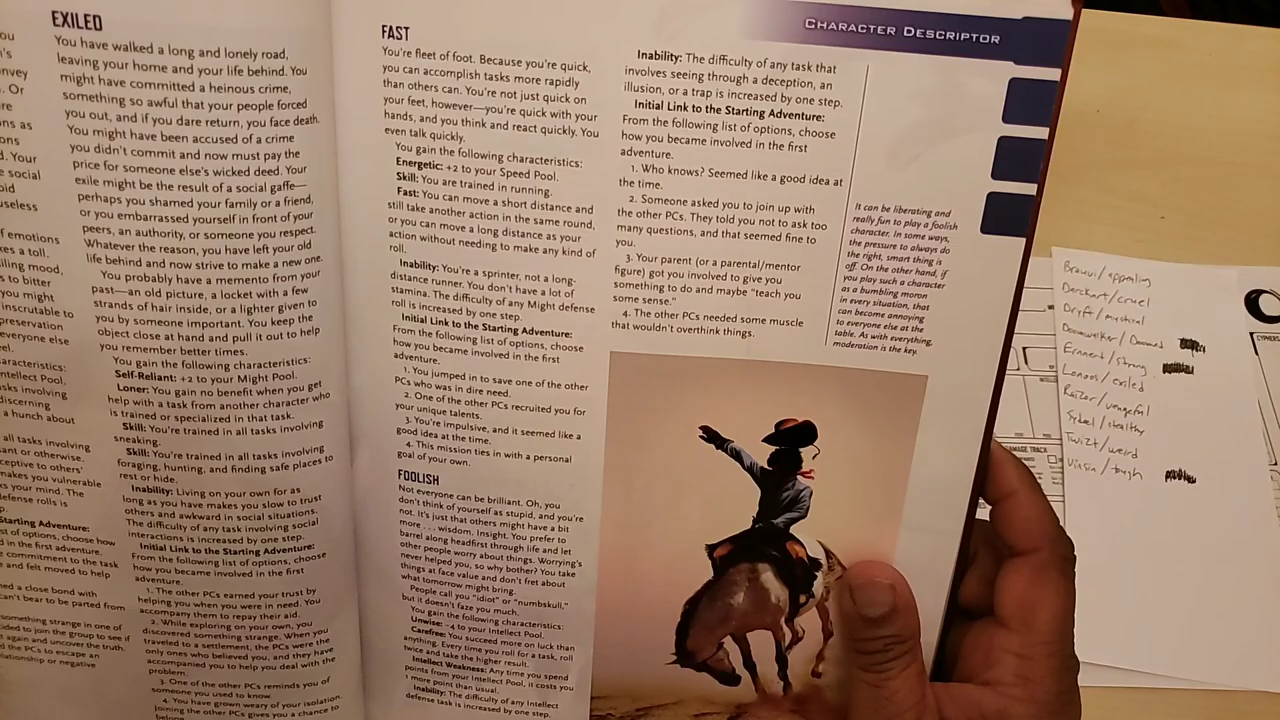 EXILED
You have walked a long and lonely road,
leaving your home and your life behind. You
might have committed a heinous crime,
something so awful that your people forced
you out, and if you dare return, you face death.
You might have been accused of a crime
you didn't commit and now must pay the
price for someone else's wicked deed. Your
exile might be the result of a social gaffe—
perhaps you shamed your family or a friend,
or you embarrassed yourself in front of your
peers, an authority, or someone you respect.
Whatever the reason, you have left your old
life behind and now strive to make a new one.
You probably have a memento from your
past—an old picture, a locket with a few
strands of hair inside, or a lighter given to
you by someone important. You keep the
object close at hand and pull it out to help
you remember better times.
You gain the following characteristics:
Self-Reliant: +2 to your Might Pool.
Loner: You gain no benefit when you get
help with a task from another character who
is trained or specialized in that task.
Skill: You're trained in all tasks involving
sneaking.
Skill: You're trained in all tasks involving
foraging, hunting, and finding safe places to
rest or hide.
Inability: Living on your own for as
long as you have makes you slow to trust
others and awkward in social situations.
The difficulty of any task involving social
interactions is increased by one step.
Initial Link to the Starting Adventure:
From the following list of options, choose
how you became involved in the first
adventure.
1. The other PCs earned your trust by
helping you when you were in need. You
accompany them to repay their aid.
2. While exploring on your own, you
discovered something strange. When you
traveled to a settlement, the PCs were the
only ones who believed you, and they have
accompanied you to help you deal with the
problem.
3. One of the other PCs reminds you of
someone you used to know.
4. You have grown weary of your isolation.
Joining the other PCs gives you a chance to
belong.
FAST
You're fleet of foot. Because you're quick,
you can accomplish tasks more rapidly
than others can. You're not just quick on
your feet, however—you're quick with your
hands, and you think and react quickly. You
even talk quickly.
You gain the following characteristics:
Energetic: +2 to your Speed Pool.
Skill: You are trained in running.
Fast: You can move a short distance and
still take another action in the same round,
or you can move a long distance as your
action without needing to make any kind of
roll.
Inability: You're a sprinter, not a long-
distance runner. You don't have a lot of
stamina. The difficulty of any Might defense
roll is increased by one step.
Initial Link to the Starting Adventure:
From the following list of options, choose
how you became involved in the first
adventure.
1. You jumped in to save one of the other
PCs who was in dire need.
2. One of the other PCs recruited you for
your unique talents.
3. You're impulsive, and it seemed like a
good idea at the time.
4. This mission ties in with a personal
goal of your own.
FOOLISH
Not everyone can be brilliant. Oh, you
don't think of yourself as stupid, and you're
not. It's just that others might have a bit
more . . . wisdom. Insight. You prefer to
barrel along headfirst through life and let
other people worry about things. Worrying's
never helped you, so why bother? You take
things at face value and don't fret about
what tomorrow might bring.
People call you "idiot" or "numbskull,"
but it doesn't faze you much.
You gain the following characteristics:
Unwise: –4 to your Intellect Pool.
Carefree: You succeed more on luck than
anything. Every time you roll for a task, roll
twice and take the higher result.
Intellect Weakness: Any time you spend
points from your Intellect Pool, it costs you
1 more point than usual.
Inability: The difficulty of any Intellect
defense task is increased by one step.
CHARACTER DESCRIPTOR
Inability: The difficulty of any task that
involves seeing through a deception, an
illusion, or a trap is increased by one step.
Initial Link to the Starting Adventure:
From the following list of options, choose
how you became involved in the first
adventure.
1. Who knows? Seemed like a good idea at
the time.
2. Someone asked you to join up with
the other PCs. They told you not to ask too
many questions, and that seemed fine to
you.
3. Your parent (or a parental/mentor
figure) got you involved to give you
something to do and maybe "teach you
some sense."
4. The other PCs needed some muscle
that wouldn't overthink things.
It can be liberating and
really fun to play a foolish
character. In some ways,
the pressure to always do
the right, smart thing is
off. On the other hand, if
you play such a character
as a bumbling moron
in every situation, that
can become annoying
to everyone else at the
table. As with everything,
moderation is the key.
/appealing
/cruel
Drift/mystical
Doomwalker/Doomed
/strong
/exiled
/vengeful
Sybel/stealthy
Twizt/weird
/tough
DAMAGE TRACK
CYPHERS